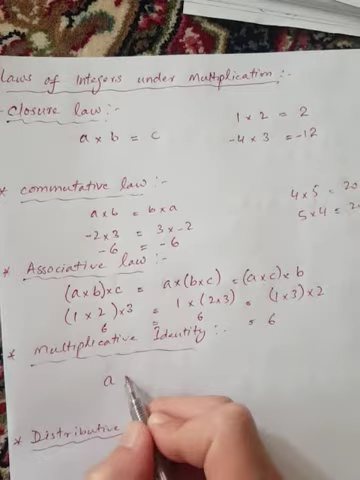 Laws of Integers under Multiplication:-
- Closure law:-
1 x 2 = 2
a x b = c
-4 x 3 = -12
* Commutative law:-
4 x 5 = 20
a x b = b x a
5 x 4 = 20
-2 x 3 = 3 x -2
-6 = -6
* Associative law:-
(a x b) x c = a x (b x c) = (a x c) x b
(1 x 2) x 3 = 1 x (2 x 3) = (1 x 3) x 2
6 = 6 = 6
* Multiplicative Identity:-
a
* Distributive